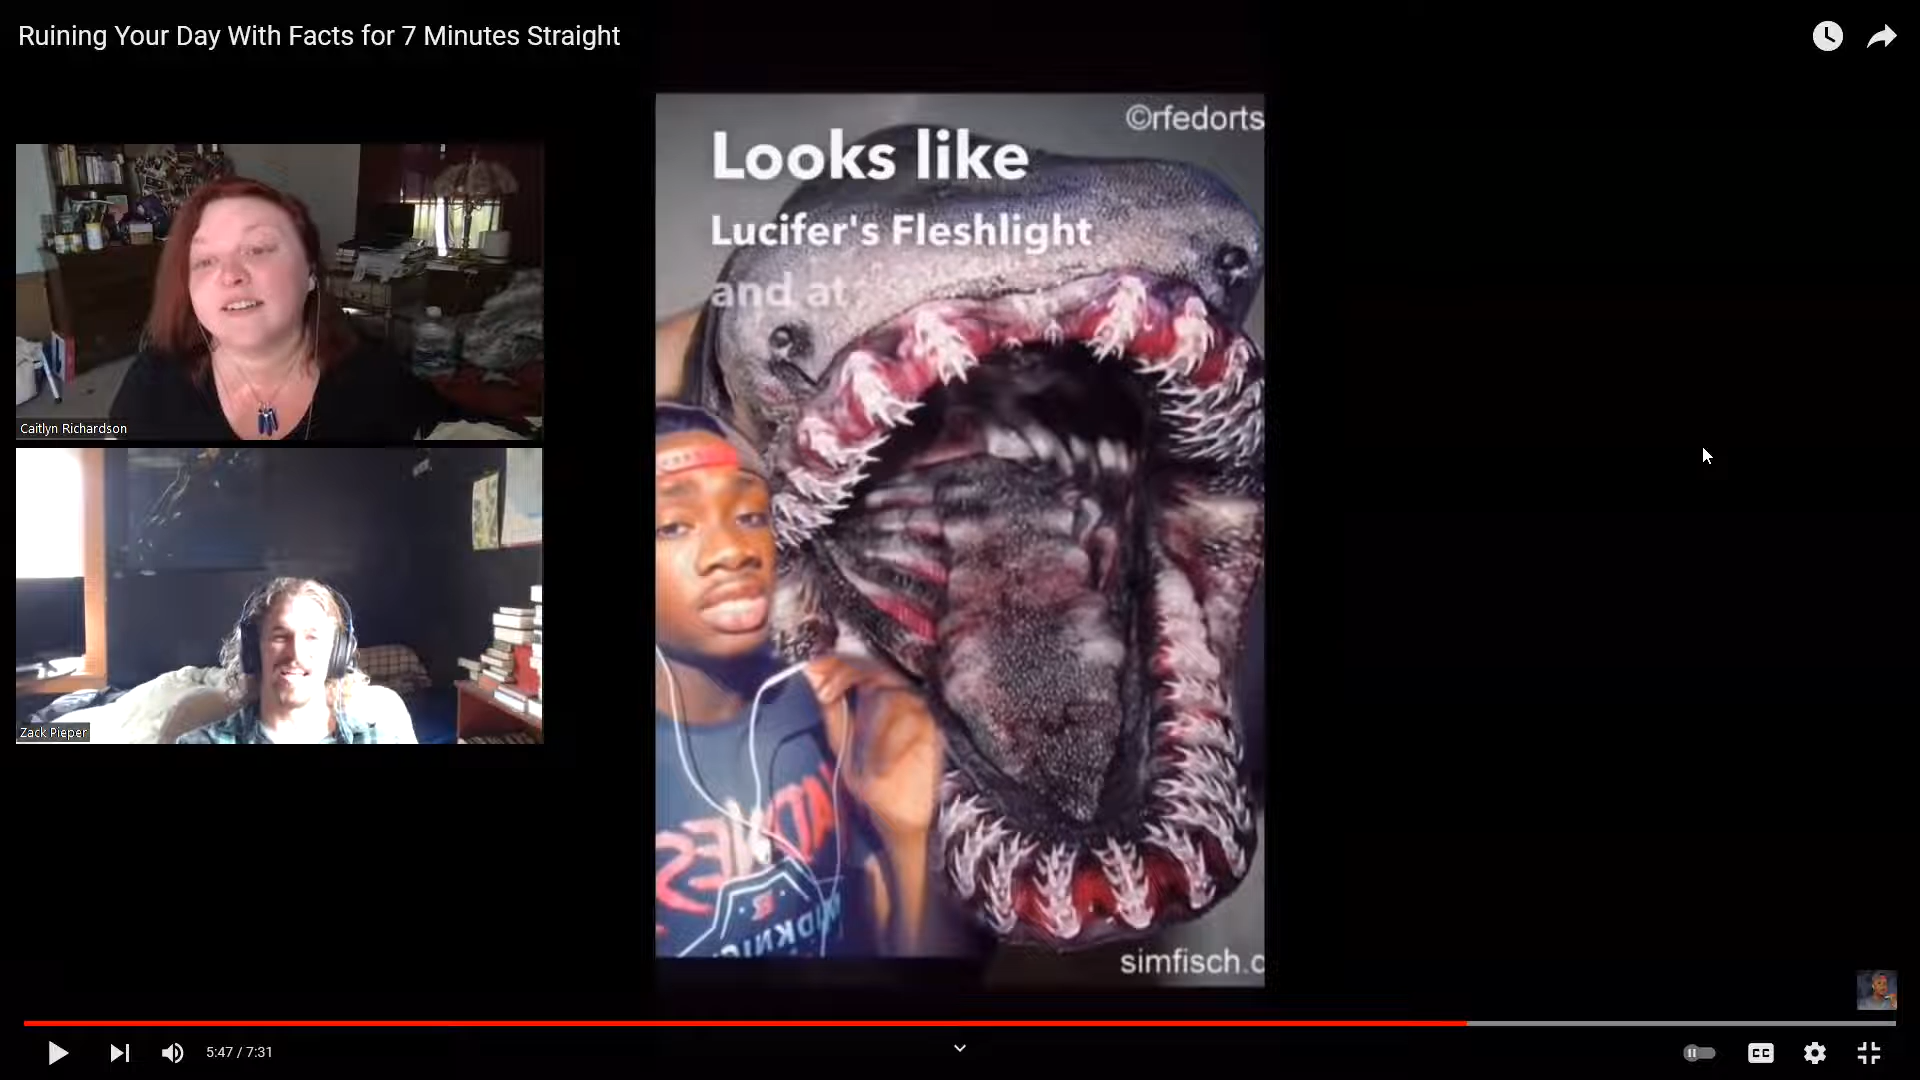 Ruining Your Day With Facts for 7 Minutes Straight
©rfedorts
Looks like
Lucifer's Fleshlight
and at
Caitlyn Richardson
Zack Pieper
simfisch.c
5:47 / 7:31
CC